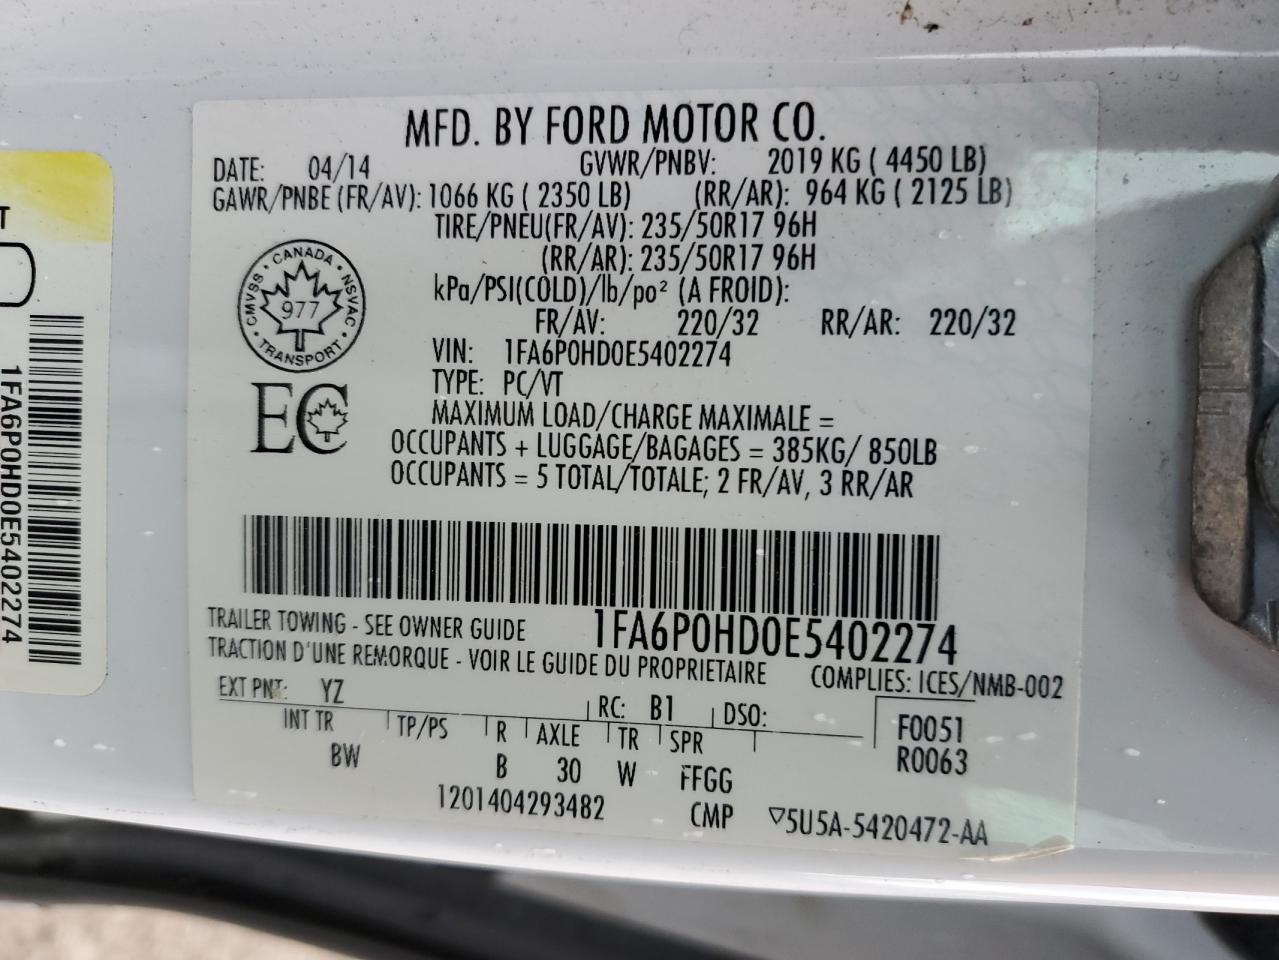 MFD. BY FORD MOTOR CO.
DATE: 04/14 GVWR/PNBV: 2019 KG ( 4450 LB)
GAWR/PNBE (FR/AV): 1066 KG ( 2350 LB) (RR/AR): 964 KG ( 2125 LB)
TIRE/PNEU(FR/AV): 235/50R17 96H
(RR/AR): 235/50R17 96H
kPa/PSI(COLD)/lb/po² (A FROID):
FR/AV: 220/32 RR/AR: 220/32
VIN: 1FA6P0HD0E5402274
TYPE: PC/VT
MAXIMUM LOAD/CHARGE MAXIMALE =
OCCUPANTS + LUGGAGE/BAGAGES = 385KG/ 850LB
OCCUPANTS = 5 TOTAL/TOTALE; 2 FR/AV, 3 RR/AR
CMVSS · CANADA · NSVAC · TRANSPORT ·
977
EC
1FA6P0HD0E5402274
TRAILER TOWING - SEE OWNER GUIDE
TRACTION D'UNE REMORQUE - VOIR LE GUIDE DU PROPRIETAIRE
COMPLIES: ICES/NMB-002
EXT PNT: YZ RC: B1 DSO:
INT TR TP/PS R AXLE TR SPR
BW B 30 W FFGG
F0051
R0063
1201404293482 CMP ▽5U5A-5420472-AA
T
1FA6P0HD0E5402274